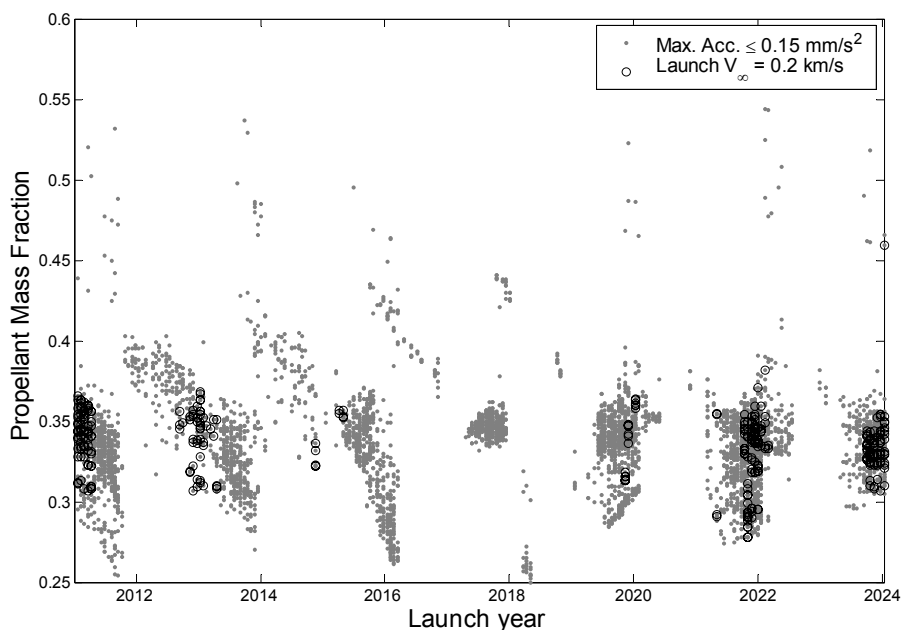 0.6
Max. Acc. ≤ 0.15 mm/s²
Launch V∞ = 0.2 km/s
0.55
0.5
0.45
0.4
0.35
0.3
0.25
Propellant Mass Fraction
2012 2014 2016 2018 2020 2022 2024
Launch year